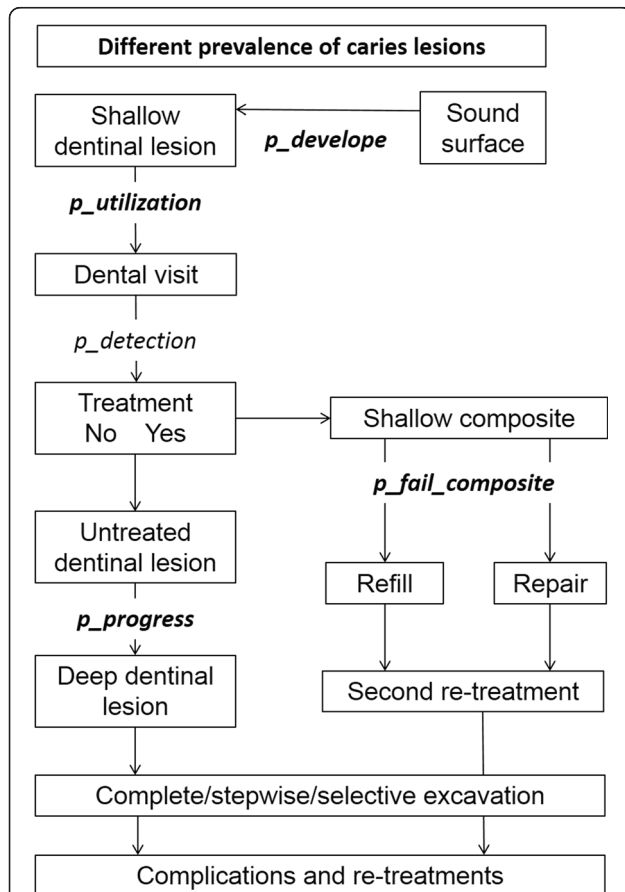 Different prevalence of caries lesions
Shallow
dentinal lesion
p_develope
Sound
surface
p_utilization
Dental visit
p_detection
Treatment
No Yes
Shallow composite
p_fail_composite
Untreated
dentinal lesion
Refill
Repair
p_progress
Deep dentinal
lesion
Second re-treatment
Complete/stepwise/selective excavation
Complications and re-treatments